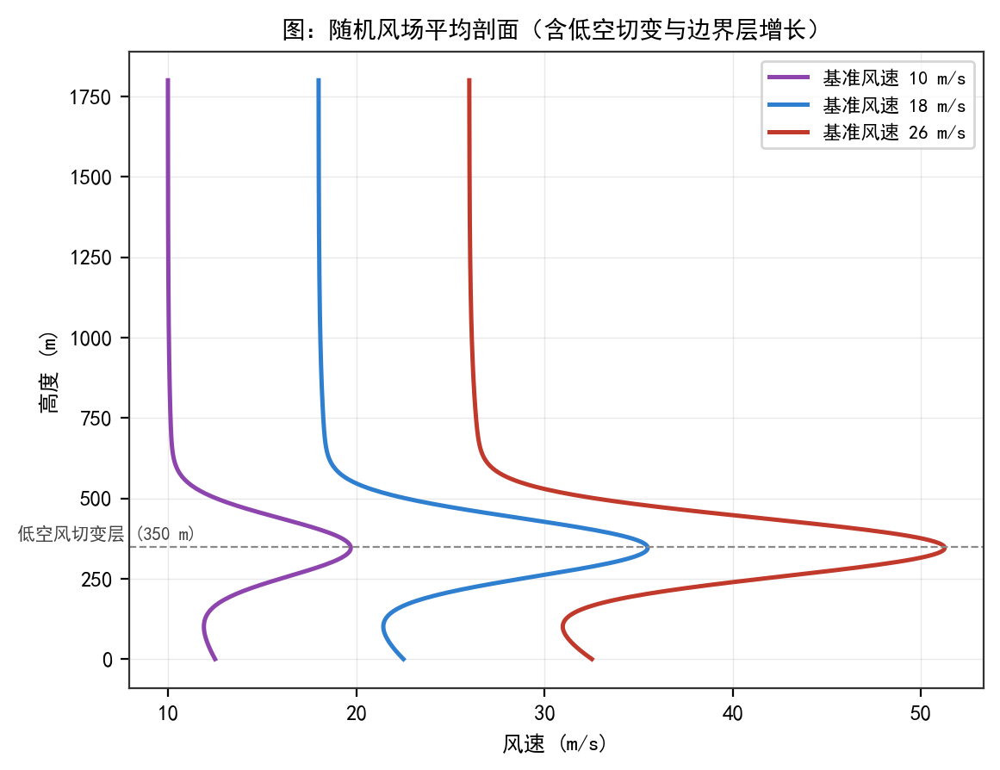 图：随机风场平均剖面（含低空切变与边界层增长）
基准风速 10 m/s
基准风速 18 m/s
基准风速 26 m/s
高度 (m)
1750
1500
1250
1000
750
500
低空风切变层 (350 m)
250
0
10 20 30 40 50
风速 (m/s)